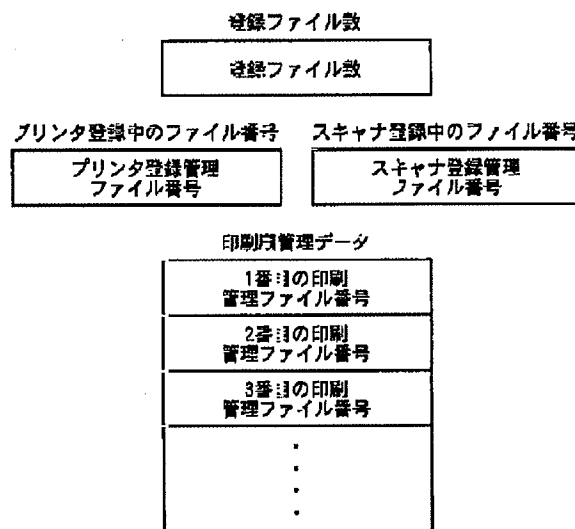 登録ファイル数
登録ファイル数
プリンタ登録中のファイル番号
スキャナ登録中のファイル番号
プリンタ登録管理
ファイル番号
スキャナ登録管理
ファイル番号
印刷用管理データ
1番目の印刷
管理ファイル番号
2番目の印刷
管理ファイル番号
3番目の印刷
管理ファイル番号